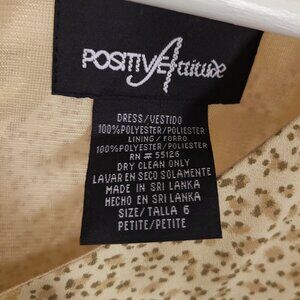 POSITIVE Attitude
DRESS/VESTIDO
100%POLYESTER/POLIESTER
LINING/FORRO
100%POLYESTER/POLIESTER
RN # 55126
DRY CLEAN ONLY
LAVAR EN SECO SOLAMENTE
MADE IN SRI LANKA
HECHO EN SRI LANKA
SIZE/TALLA 6
PETITE/PETITE